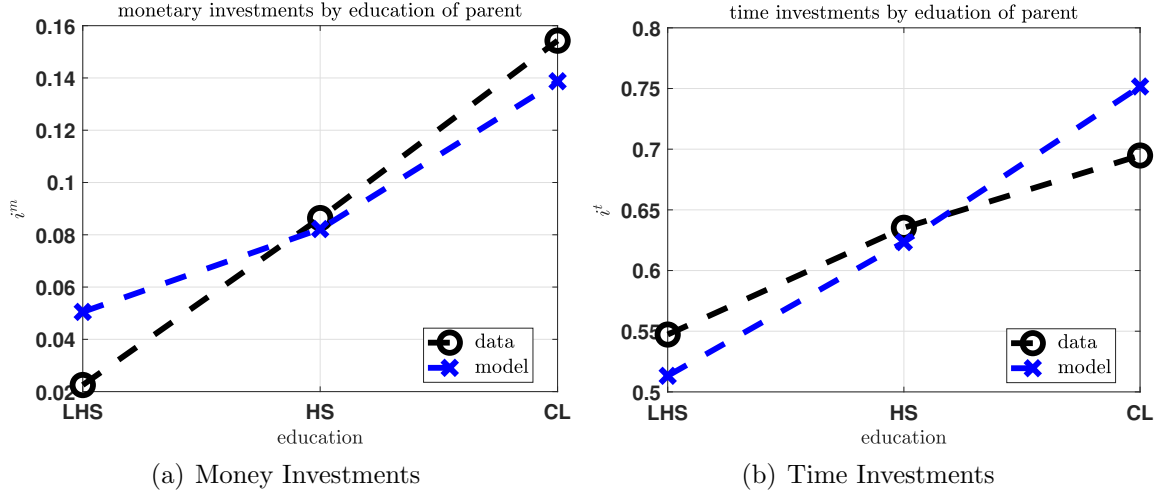 monetary investments by education of parent
0.16
0.14
0.12
0.1
0.08
0.06
0.04
0.02
i^m
LHS
HS
CL
education
data
model
(a) Money Investments
time investments by eduation of parent
0.8
0.75
0.7
0.65
0.6
0.55
0.5
i^t
LHS
HS
CL
education
data
model
(b) Time Investments